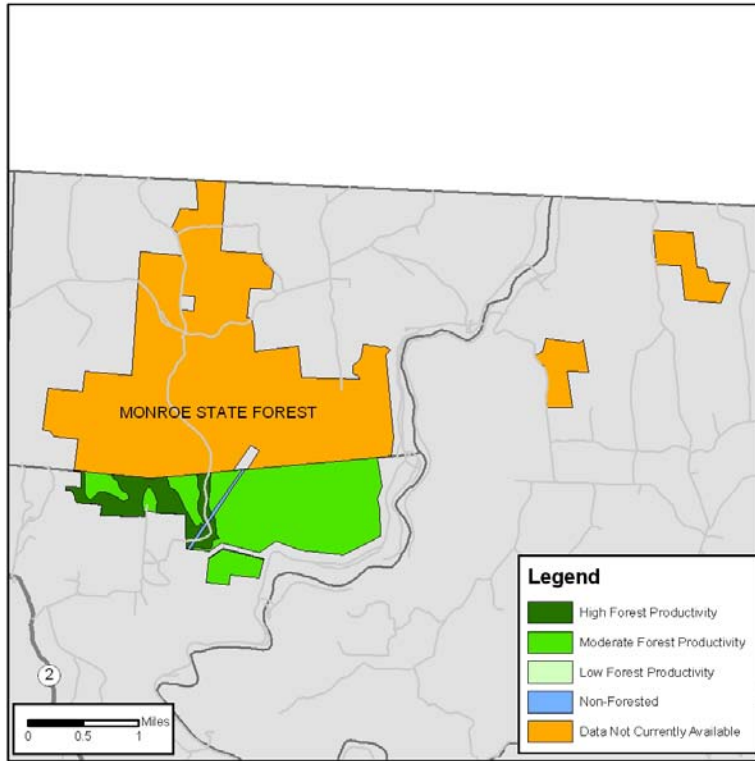 MONROE STATE FOREST
2
Legend
High Forest Productivity
Moderate Forest Productivity
Low Forest Productivity
Non-Forested
Data Not Currently Available
Miles
0 0.5 1